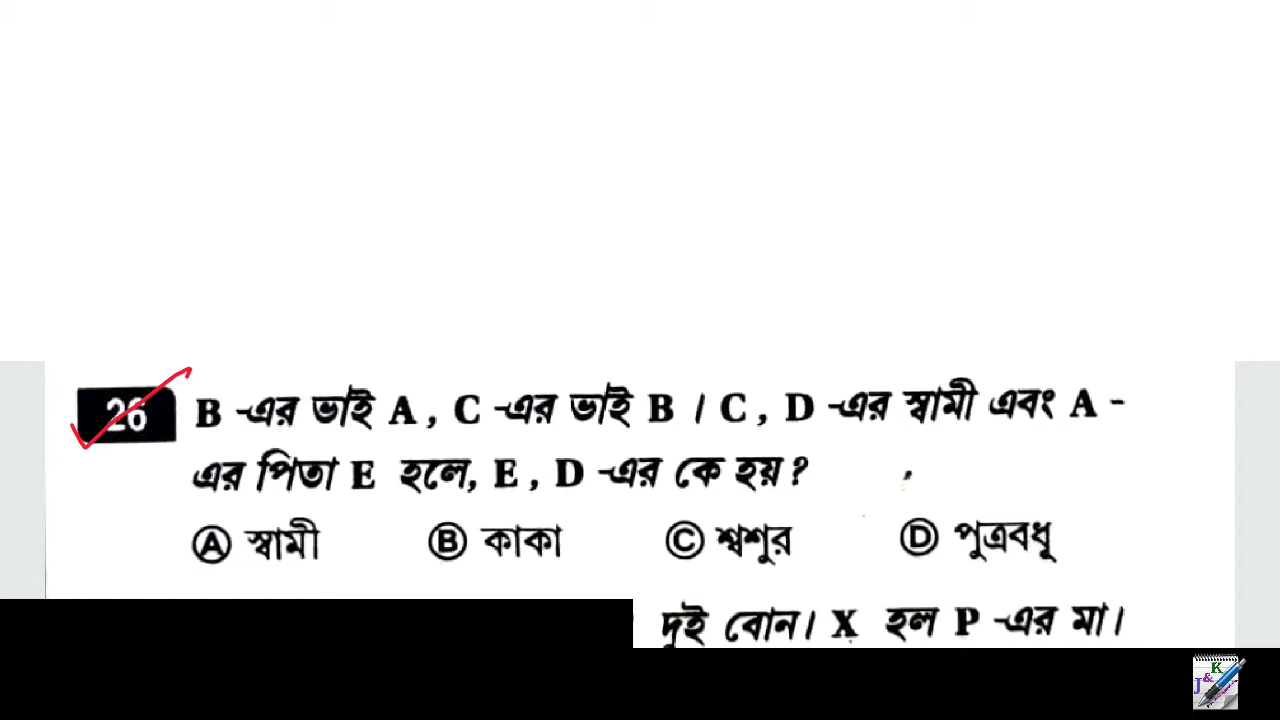 26 B -এর ভাই A , C -এর ভাই B । C , D -এর স্বামী এবং A -
এর পিতা E হলে, E , D -এর কে হয় ?
Ⓐ স্বামী Ⓑ কাকা Ⓒ শ্বশুর Ⓓ পুত্রবধূ
দুই বোন। X হল P -এর মা।
J & K